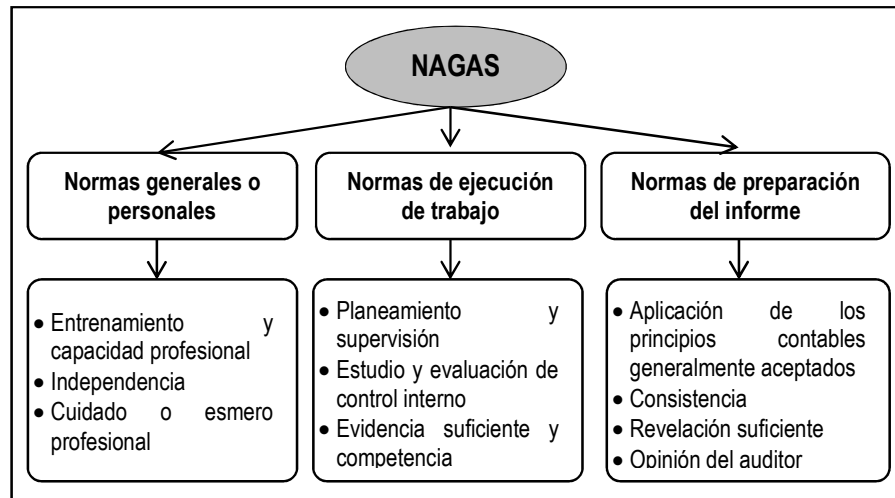 NAGAS
Normas generales o
personales
Normas de ejecución
de trabajo
Normas de preparación
del informe
• Entrenamiento y
capacidad profesional
• Independencia
• Cuidado o esmero
profesional
• Planeamiento y
supervisión
• Estudio y evaluación de
control interno
• Evidencia suficiente y
competencia
• Aplicación de los
principios contables
generalmente aceptados
• Consistencia
• Revelación suficiente
• Opinión del auditor